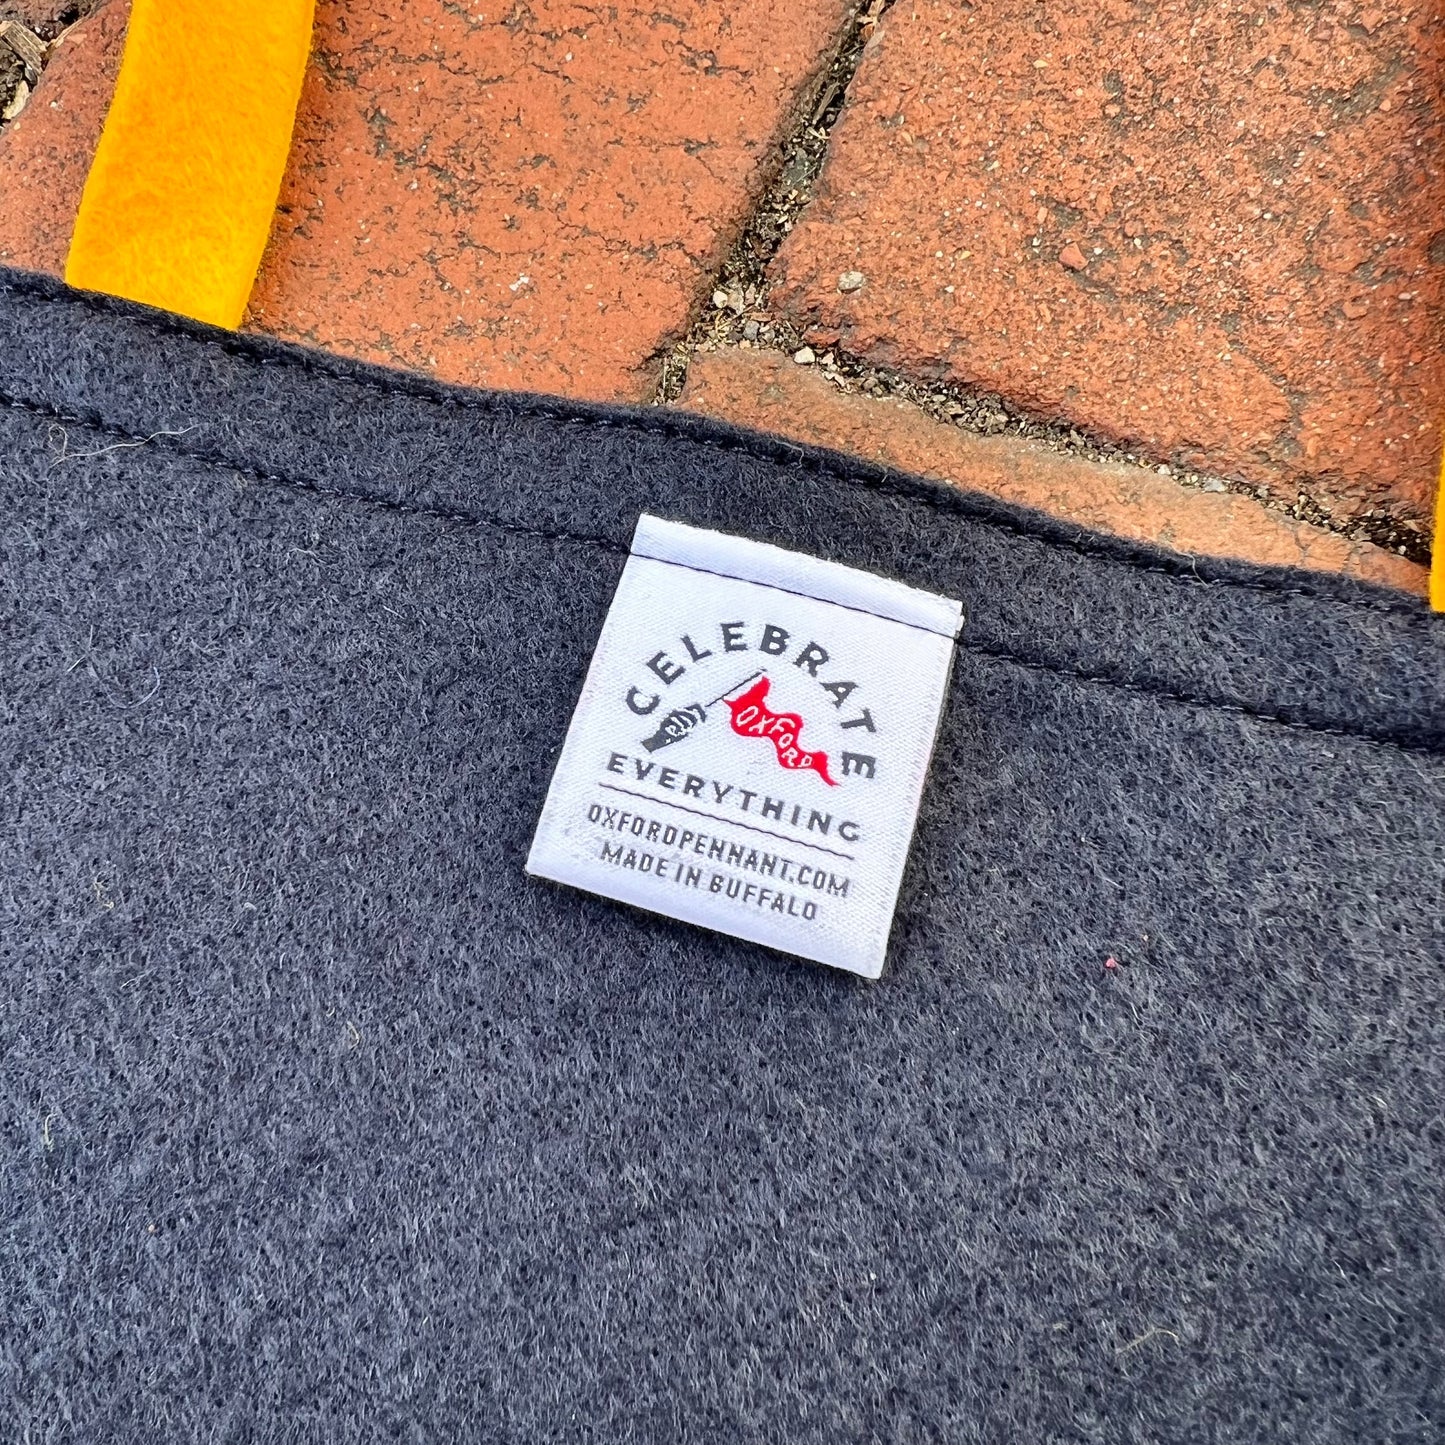 CELEBRATE
OXFORD
EVERYTHING
OXFORDPENNANT.COM
MADE IN BUFFALO